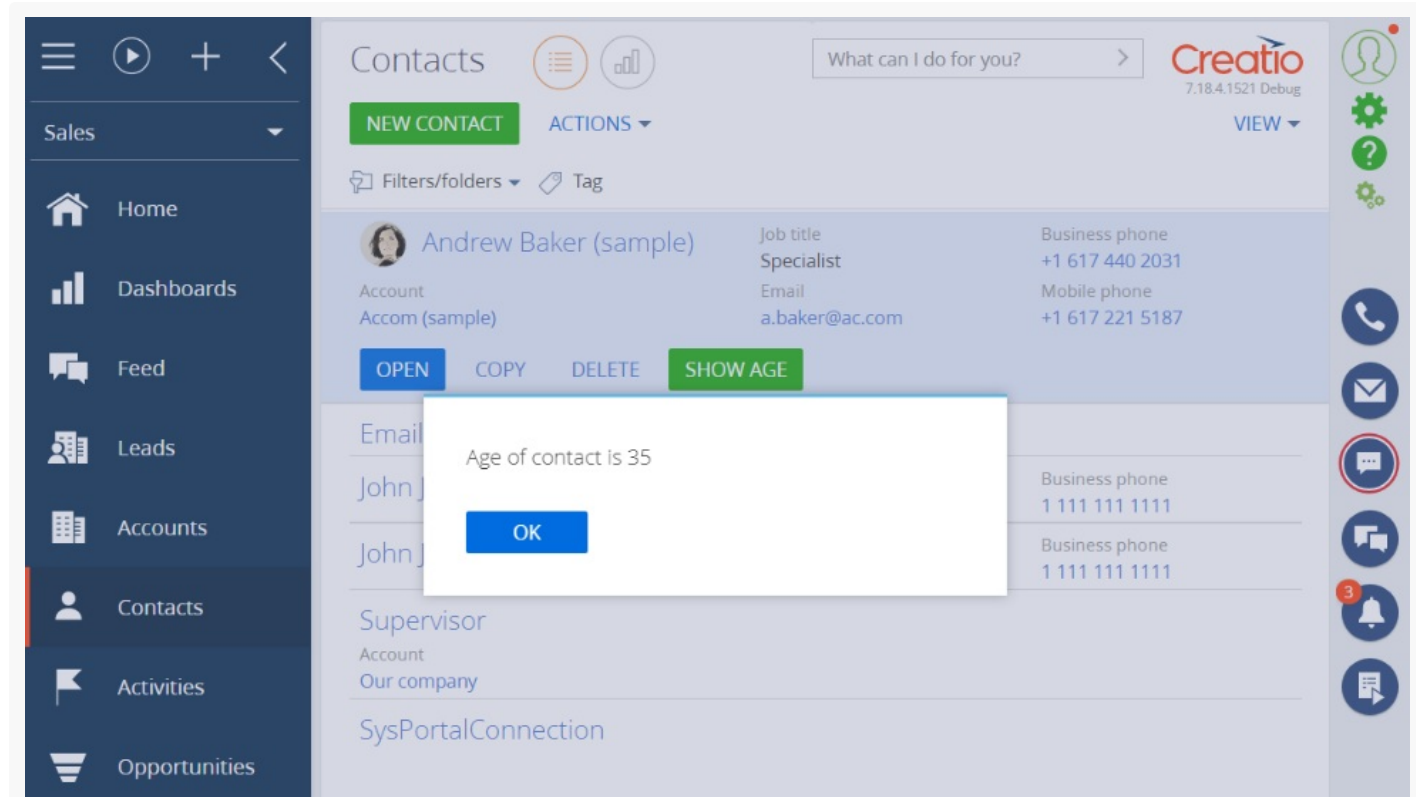 Contacts
What can I do for you?
Creatio
7.18.4.1521 Debug
Sales
NEW CONTACT
ACTIONS
VIEW
Filters/folders
Tag
Home
Dashboards
Feed
Leads
Accounts
Contacts
Activities
Opportunities
Andrew Baker (sample)
Job title
Specialist
Business phone
+1 617 440 2031
Account
Accom (sample)
Email
a.baker@ac.com
Mobile phone
+1 617 221 5187
OPEN
COPY
DELETE
SHOW AGE
Email
Age of contact is 35
OK
John J
Business phone
1 111 111 1111
John J
Business phone
1 111 111 1111
Supervisor
Account
Our company
SysPortalConnection
3